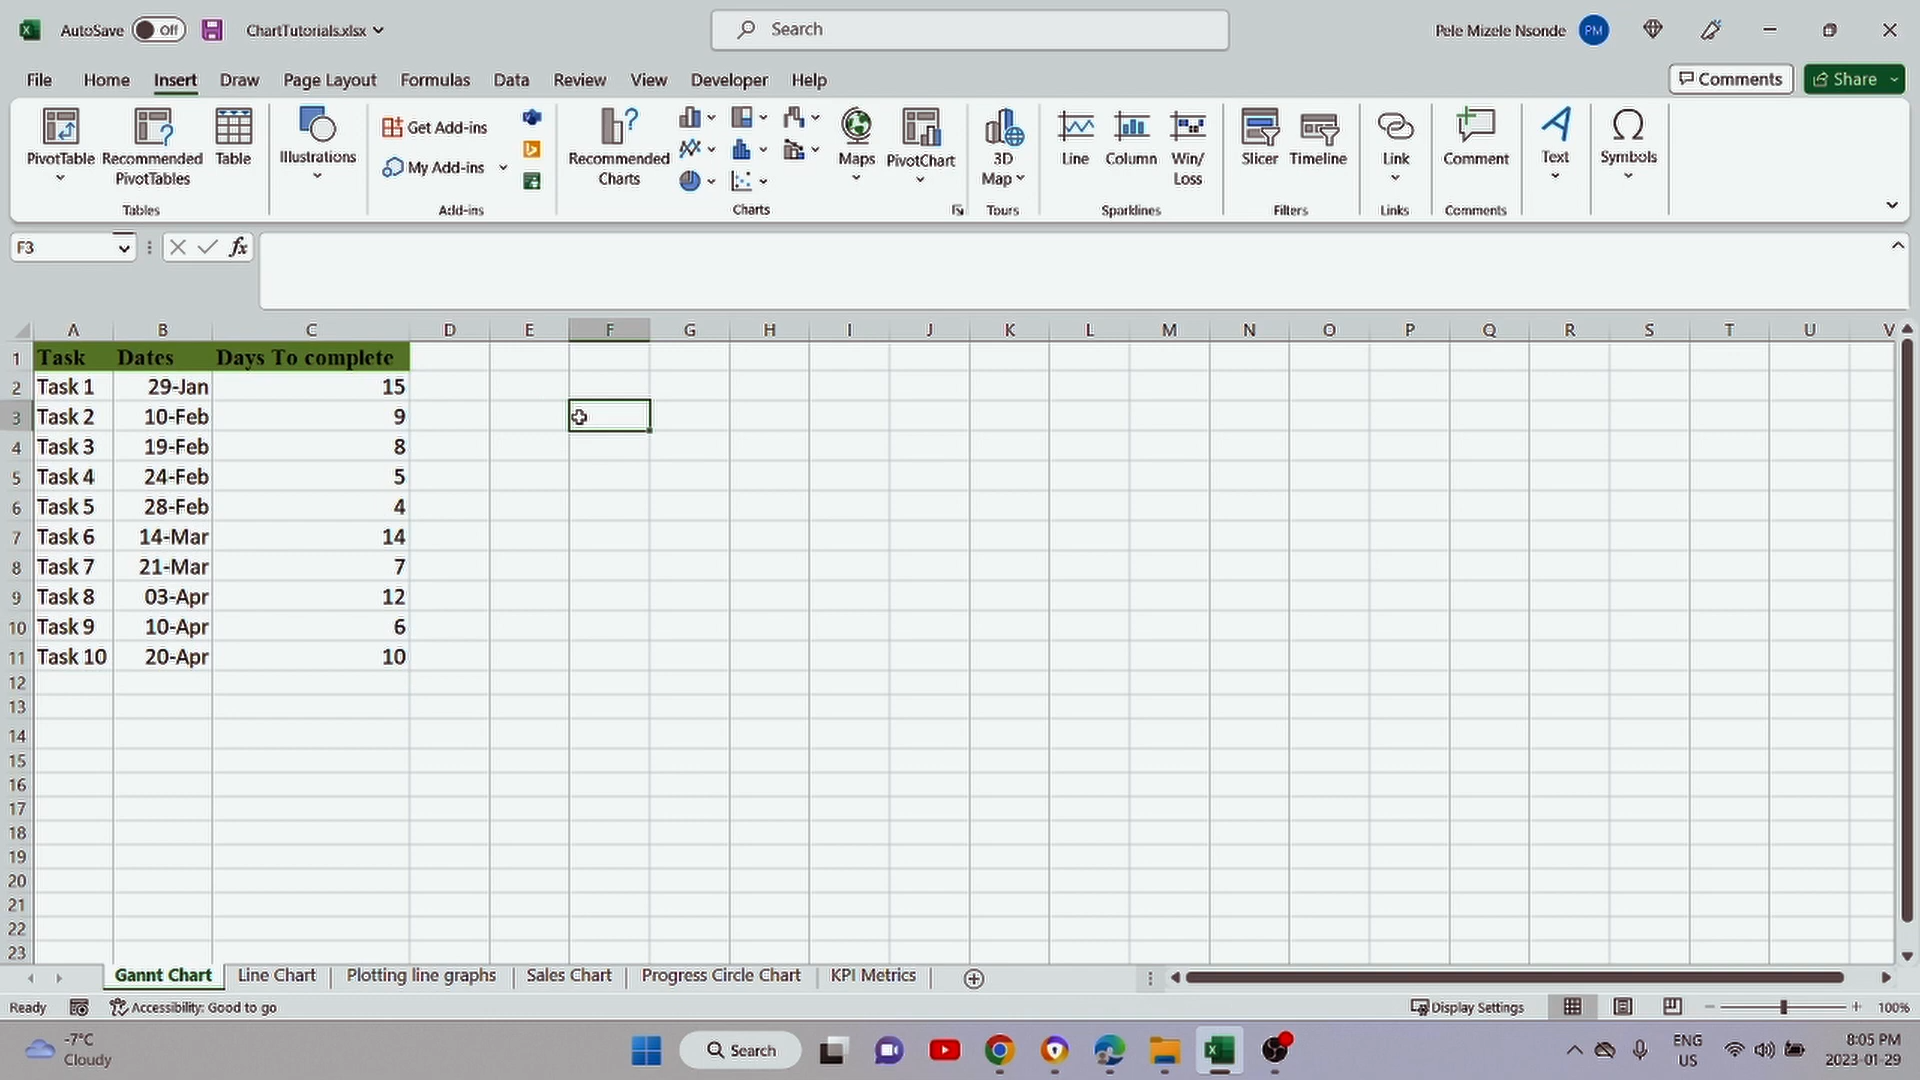 AutoSave Off ChartTutorials.xlsx Search Pele Mizele Nsonde PM
File Home Insert Draw Page Layout Formulas Data Review View Developer Help Comments Share
PivotTable Recommended PivotTables Table Illustrations Get Add-ins My Add-ins Recommended Charts Maps PivotChart 3D Map Line Column Win/Loss Slicer Timeline Link Comment Text Symbols
Tables Add-ins Charts Tours Sparklines Filters Links Comments
F3 fx
A B C D E F G H I J K L M N O P Q R S T U V
1 Task Dates Days To complete
2 Task 1 29-Jan 15
3 Task 2 10-Feb 9
4 Task 3 19-Feb 8
5 Task 4 24-Feb 5
6 Task 5 28-Feb 4
7 Task 6 14-Mar 14
8 Task 7 21-Mar 7
9 Task 8 03-Apr 12
10 Task 9 10-Apr 6
11 Task 10 20-Apr 10
12
13
14
15
16
17
18
19
20
21
22
23
Gannt Chart Line Chart Plotting line graphs Sales Chart Progress Circle Chart KPI Metrics
Ready Accessibility: Good to go Display Settings 100%
-7°C Search ENG 8:05 PM
Cloudy US 2023-01-29